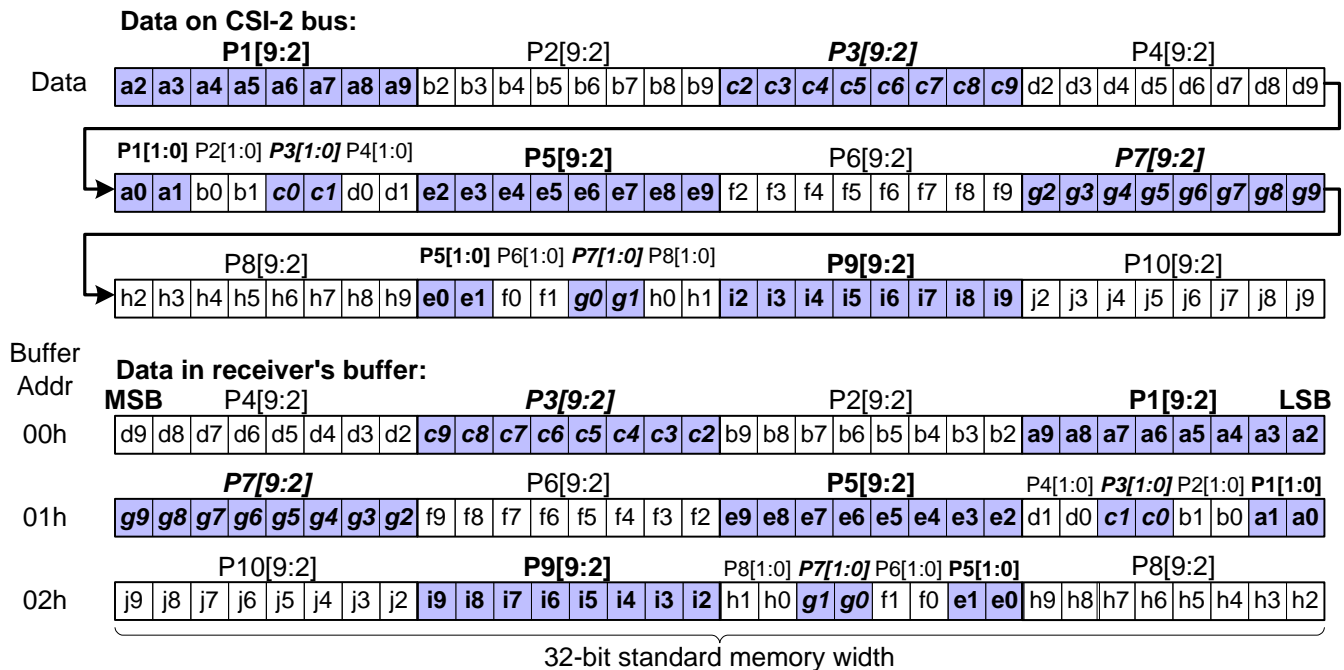 Data on CSI-2 bus:
P1[9:2] P2[9:2] P3[9:2] P4[9:2]
Data a2 a3 a4 a5 a6 a7 a8 a9 b2 b3 b4 b5 b6 b7 b8 b9 c2 c3 c4 c5 c6 c7 c8 c9 d2 d3 d4 d5 d6 d7 d8 d9
P1[1:0] P2[1:0] P3[1:0] P4[1:0] P5[9:2] P6[9:2] P7[9:2]
a0 a1 b0 b1 c0 c1 d0 d1 e2 e3 e4 e5 e6 e7 e8 e9 f2 f3 f4 f5 f6 f7 f8 f9 g2 g3 g4 g5 g6 g7 g8 g9
P8[9:2] P5[1:0] P6[1:0] P7[1:0] P8[1:0] P9[9:2] P10[9:2]
h2 h3 h4 h5 h6 h7 h8 h9 e0 e1 f0 f1 g0 g1 h0 h1 i2 i3 i4 i5 i6 i7 i8 i9 j2 j3 j4 j5 j6 j7 j8 j9
Buffer
Addr
Data in receiver's buffer:
MSB P4[9:2] P3[9:2] P2[9:2] P1[9:2] LSB
00h d9 d8 d7 d6 d5 d4 d3 d2 c9 c8 c7 c6 c5 c4 c3 c2 b9 b8 b7 b6 b5 b4 b3 b2 a9 a8 a7 a6 a5 a4 a3 a2
P7[9:2] P6[9:2] P5[9:2] P4[1:0] P3[1:0] P2[1:0] P1[1:0]
01h g9 g8 g7 g6 g5 g4 g3 g2 f9 f8 f7 f6 f5 f4 f3 f2 e9 e8 e7 e6 e5 e4 e3 e2 d1 d0 c1 c0 b1 b0 a1 a0
P10[9:2] P9[9:2] P8[1:0] P7[1:0] P6[1:0] P5[1:0] P8[9:2]
02h j9 j8 j7 j6 j5 j4 j3 j2 i9 i8 i7 i6 i5 i4 i3 i2 h1 h0 g1 g0 f1 f0 e1 e0 h9 h8 h7 h6 h5 h4 h3 h2
32-bit standard memory width